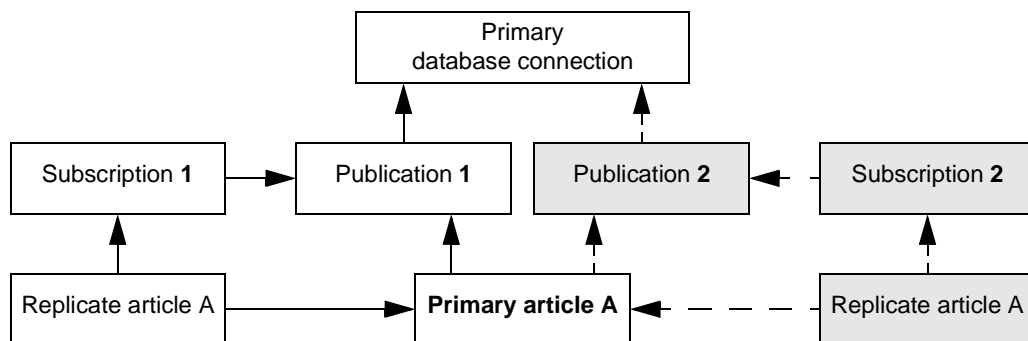 Primary
database connection
Subscription 1
Publication 1
Publication 2
Subscription 2
Replicate article A
Primary article A
Replicate article A